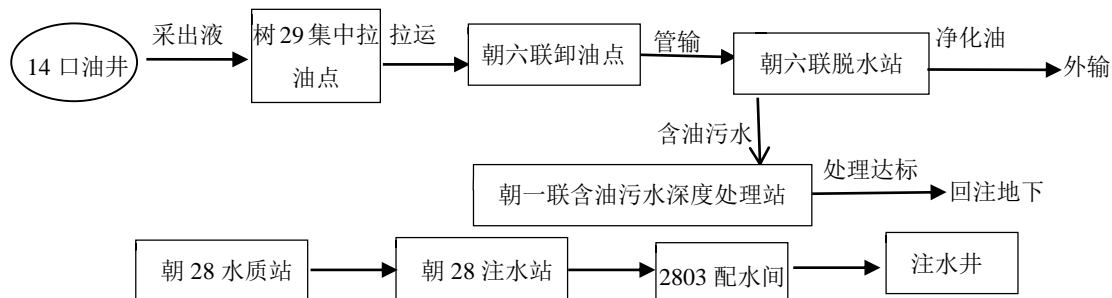 14 口油井
采出液
树 29 集中拉
油点
拉运
朝六联卸油点
管输
朝六联脱水站
净化油
外输
含油污水
朝一联含油污水深度处理站
处理达标
回注地下
朝 28 水质站
朝 28 注水站
2803 配水间
注水井